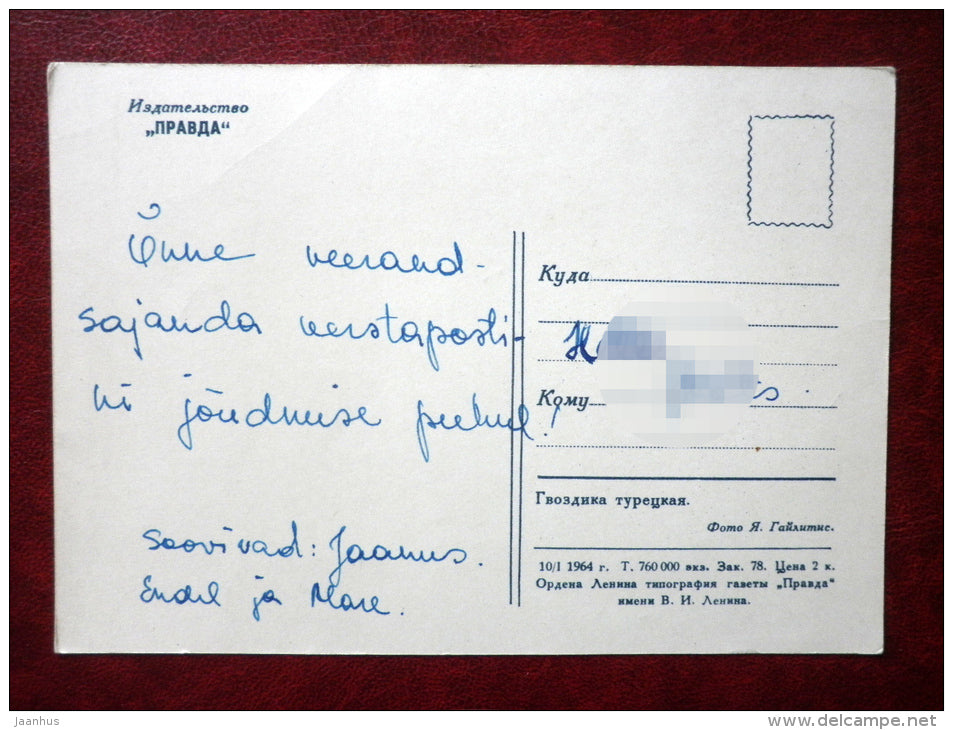 Издательство
„ПРАВДА“
Õnne veerand-
sajanda verstaposti-
ni jõudmise puhul!
Soovivad: Jaanus.
Endel ja Mare.
Куда
Кому
Гвоздика турецкая.
Фото Я. Гайлитис.
10/I 1964 г. Т. 760 000 экз. Зак. 78. Цена 2 к.
Ордена Ленина типография газеты „Правда“
имени В. И. Ленина.
Jaanhus
www.delcampe.net